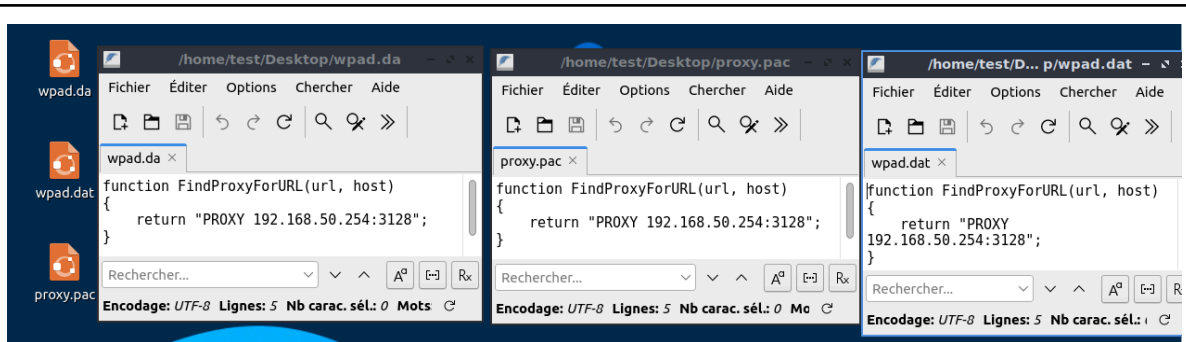 wpad.da
wpad.dat
proxy.pac
/home/test/Desktop/wpad.da
Fichier Éditer Options Chercher Aide
wpad.da
function FindProxyForURL(url, host)
{
    return "PROXY 192.168.50.254:3128";
}
Rechercher...
Encodage: UTF-8 Lignes: 5 Nb carac. sél.: 0 Mots:
/home/test/Desktop/proxy.pac
Fichier Éditer Options Chercher Aide
proxy.pac
function FindProxyForURL(url, host)
{
    return "PROXY 192.168.50.254:3128";
}
Rechercher...
Encodage: UTF-8 Lignes: 5 Nb carac. sél.: 0 Mo
/home/test/D... p/wpad.dat
Fichier Éditer Options Chercher Aide
wpad.dat
function FindProxyForURL(url, host)
{
    return "PROXY
192.168.50.254:3128";
}
Rechercher...
Encodage: UTF-8 Lignes: 5 Nb carac. sél.: